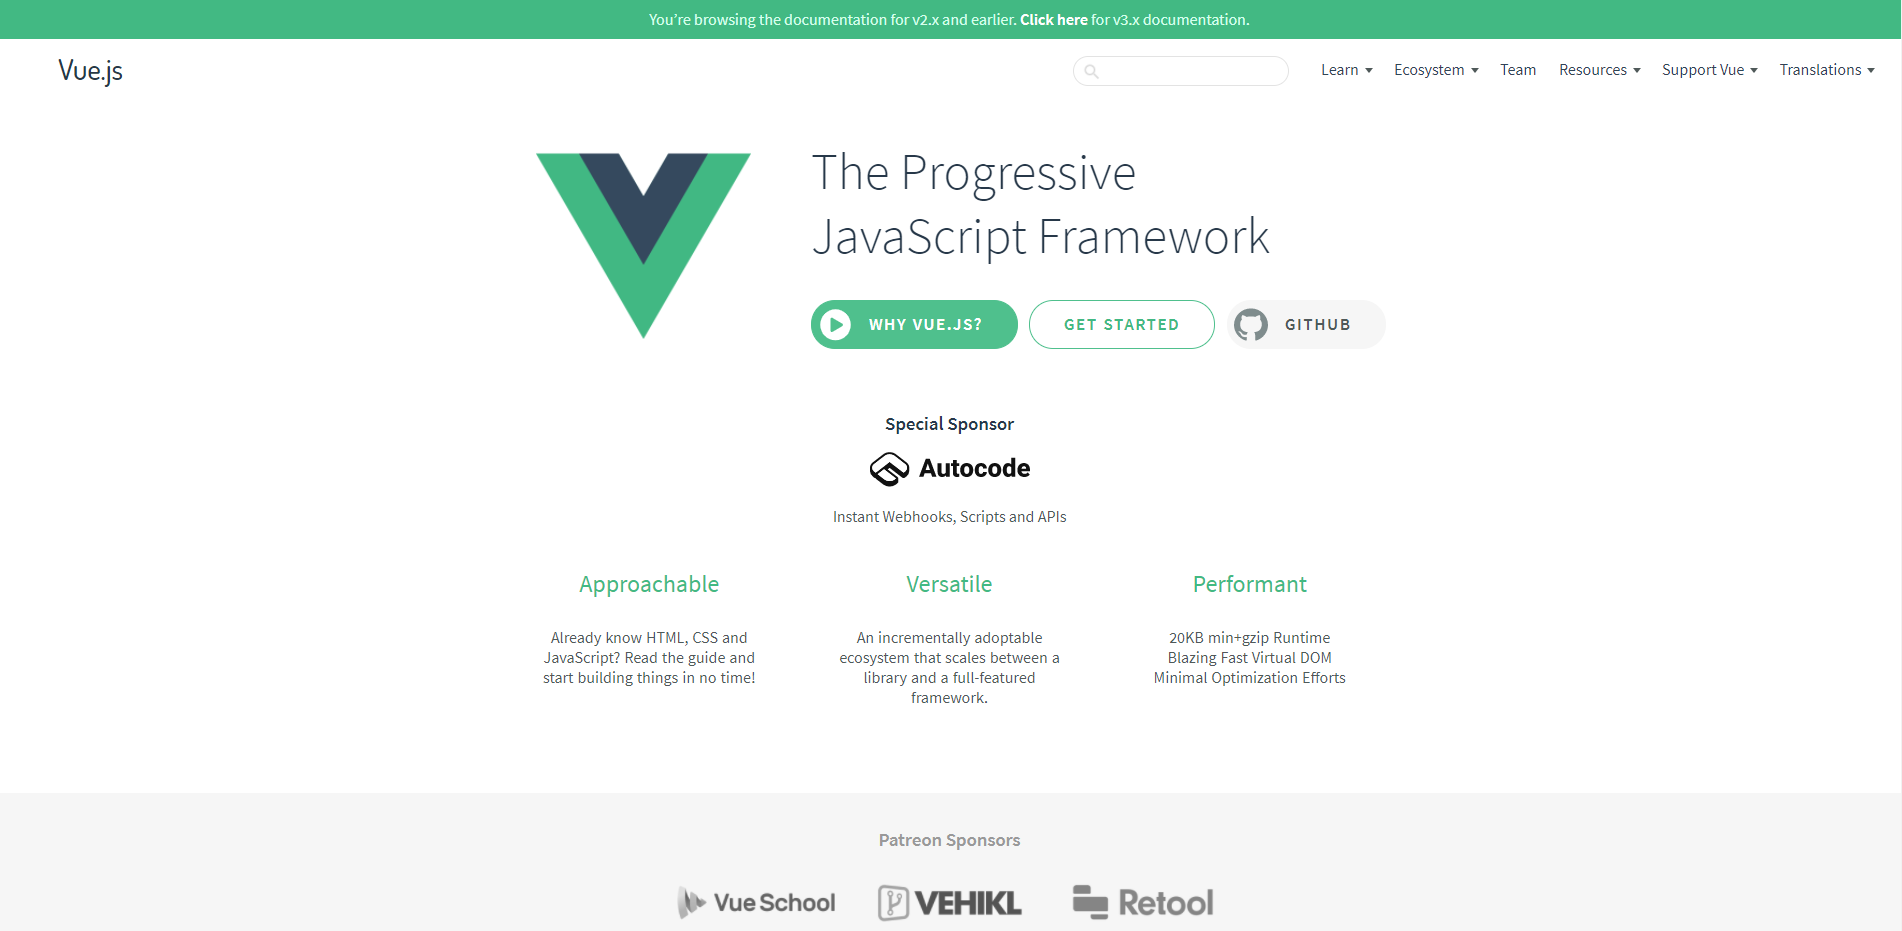 You’re browsing the documentation for v2.x and earlier. Click here for v3.x documentation.
Vue.js
Learn
Ecosystem
Team
Resources
Support Vue
Translations
The Progressive
JavaScript Framework
WHY VUE.JS?
GET STARTED
GITHUB
Special Sponsor
Autocode
Instant Webhooks, Scripts and APIs
Approachable
Already know HTML, CSS and
JavaScript? Read the guide and
start building things in no time!
Versatile
An incrementally adoptable
ecosystem that scales between a
library and a full-featured
framework.
Performant
20KB min+gzip Runtime
Blazing Fast Virtual DOM
Minimal Optimization Efforts
Patreon Sponsors
Vue School
VEHIKL
Retool